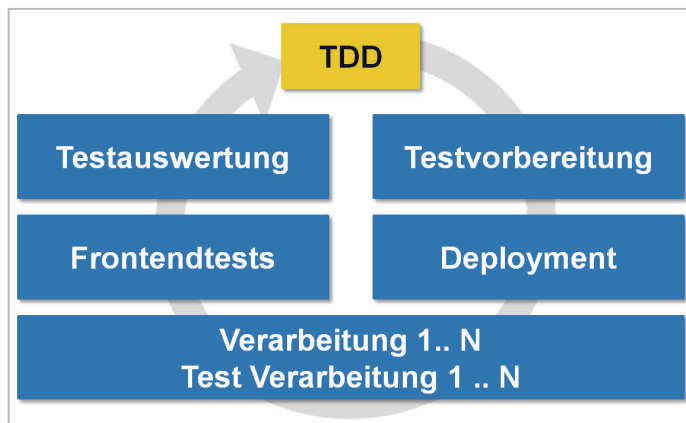 TDD
Testauswertung
Testvorbereitung
Frontendtests
Deployment
Verarbeitung 1.. N
Test Verarbeitung 1 .. N